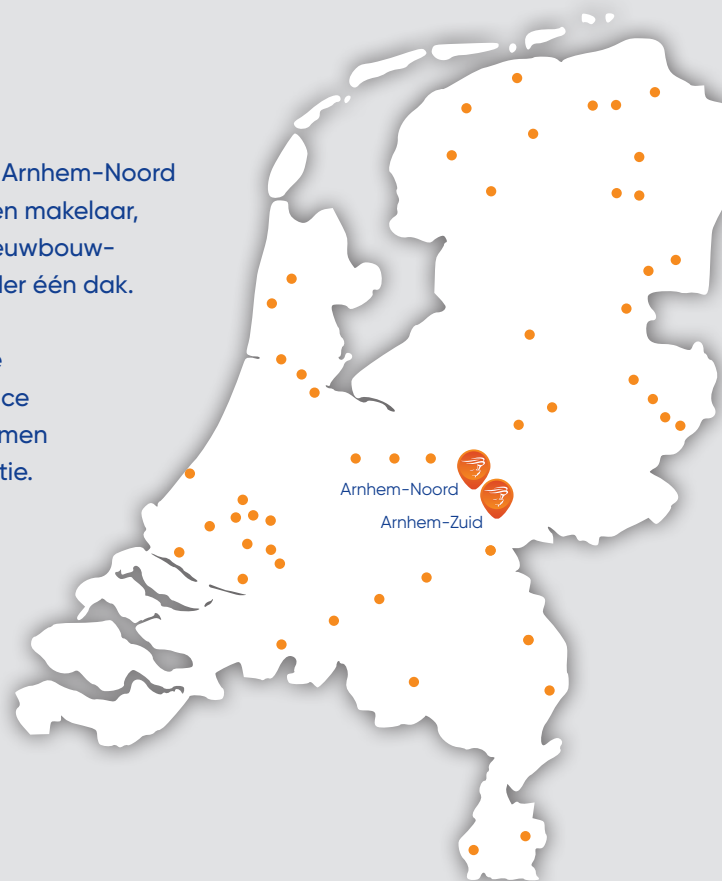 Arnhem-Noord
en makelaar,
euwbouw-
der één dak.
ce
men
tie.
Arnhem-Noord
Arnhem-Zuid